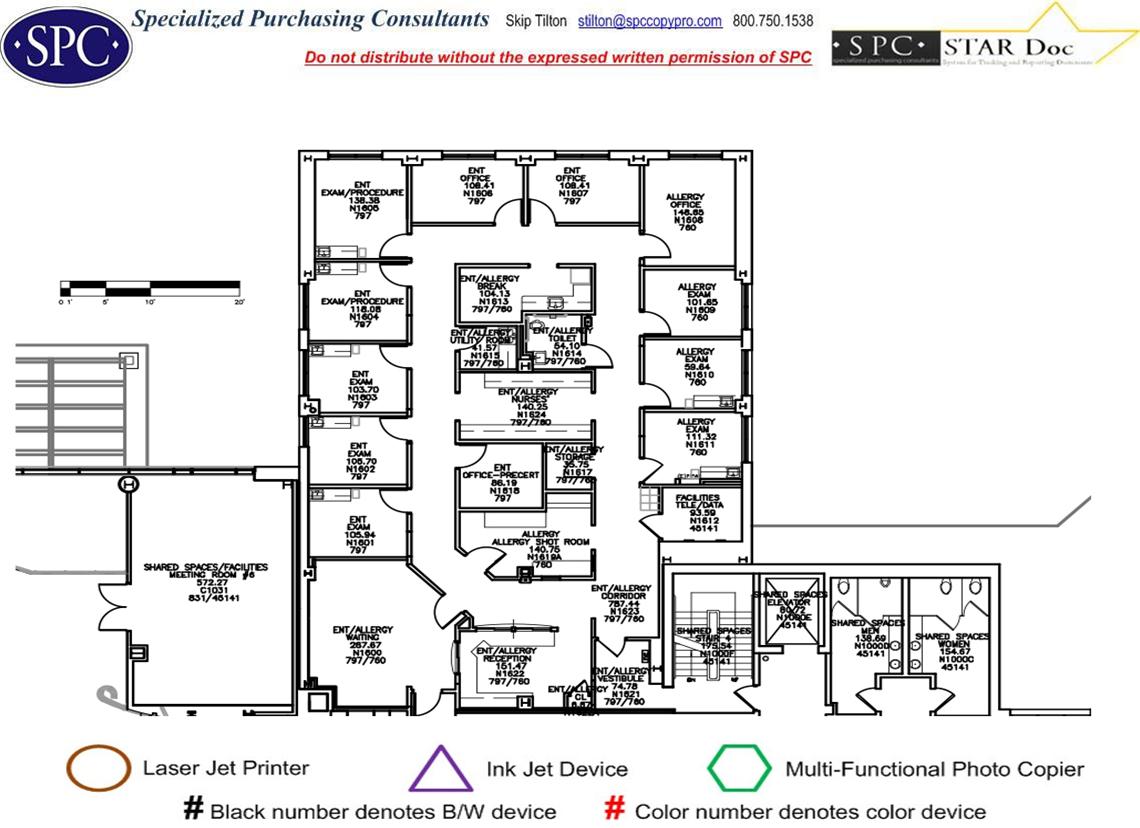 Specialized Purchasing Consultants Skip Tilton stilton@spccopypro.com 800.750.1538
SPC
Do not distribute without the expressed written permission of SPC
SPC STAR Doc
specialized purchasing consultants System for Tracking and Reporting Documents
ENT
EXAM/PROCEDURE
138.38
N1605
797
ENT
OFFICE
108.41
N1606
797
ENT
OFFICE
108.41
N1607
797
ALLERGY
OFFICE
148.65
N1608
760
0 1' 5' 10' 20'
ENT
EXAM/PROCEDURE
118.08
N1604
797
ENT/ALLERGY
BREAK
104.13
N1613
797/760
ALLERGY
EXAM
101.65
N1609
760
ENT/ALLERGY
UTILITY/ROOM
41.57
N1615
797/760
ENT/ALLERGY
TOILET
54.10
N1614
797/760
ENT
EXAM
103.70
N1603
797
ALLERGY
EXAM
59.64
N1610
760
ENT/ALLERGY
NURSES'
140.25
N1624
797/760
ENT
EXAM
105.70
N1602
797
ENT
OFFICE-PRECERT
86.19
N1618
797
ENT/ALLERGY
STORAGE
35.75
N1617
797/760
ALLERGY
EXAM
111.32
N1611
760
FACILITIES
TELE/DATA
93.59
N1612
45141
ENT
EXAM
105.94
N1601
797
ALLERGY
ALLERGY SHOT ROOM
140.75
N1619A
760
SHARED SPACES/FACILITIES
MEETING ROOM #6
572.27
C1031
831/45141
ENT/ALLERGY
WAITING
267.67
N1600
797/760
ENT/ALLERGY
CORRIDOR
787.44
N1623
797/760
ENT/ALLERGY
RECEPTION
151.47
N1622
797/760
ENT/ALLERGY
CL
ENT/ALLERGY
VESTIBULE
74.78
N1621
797/760
SHARED SPACES
STAIR 4
175.54
N1000F
45141
SHARED SPACES
ELEVATOR
N1000E
45141
SHARED SPACES
MEN
138.69
N1000D
45141
SHARED SPACES
WOMEN
154.67
N1000C
45141
Laser Jet Printer
Ink Jet Device
Multi-Functional Photo Copier
# Black number denotes B/W device # Color number denotes color device